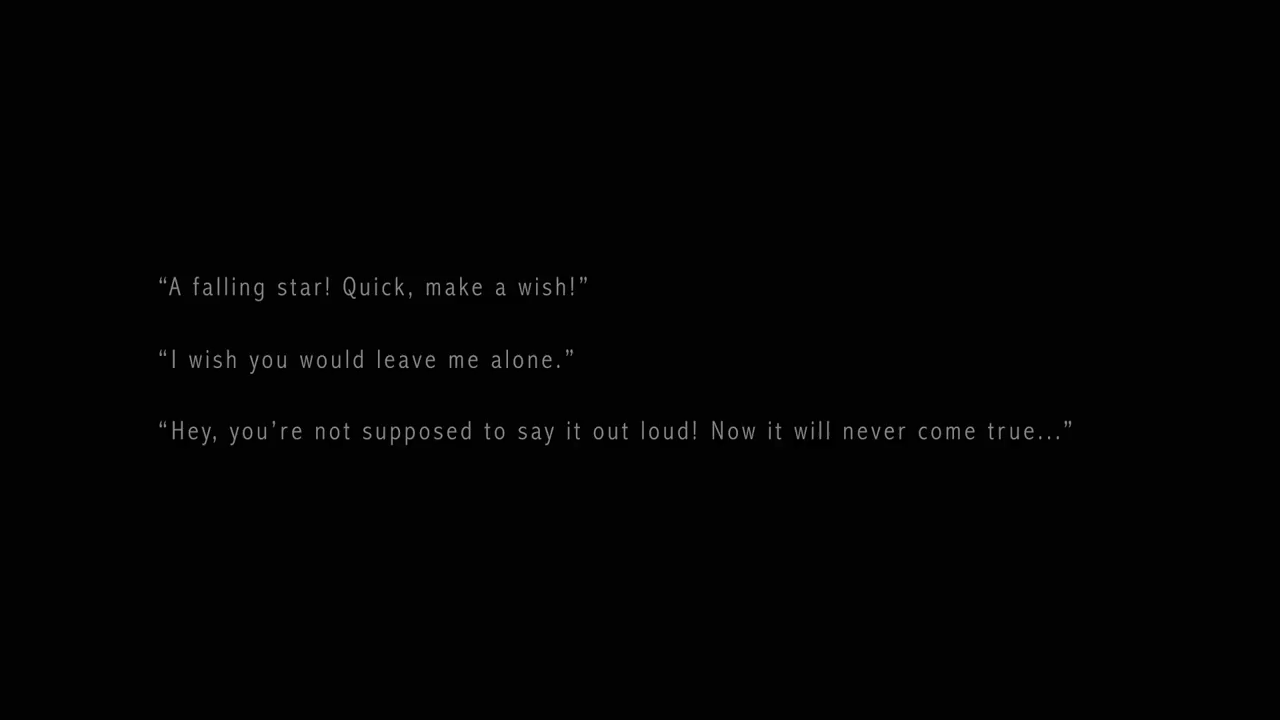 “A falling star! Quick, make a wish!”
“I wish you would leave me alone.”
“Hey, you’re not supposed to say it out loud! Now it will never come true...”